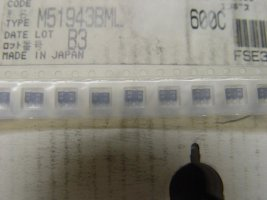 CODE
TYPE M51943BML 600C
DATE LOT B3
ロット番号
MADE IN JAPAN
FSE3